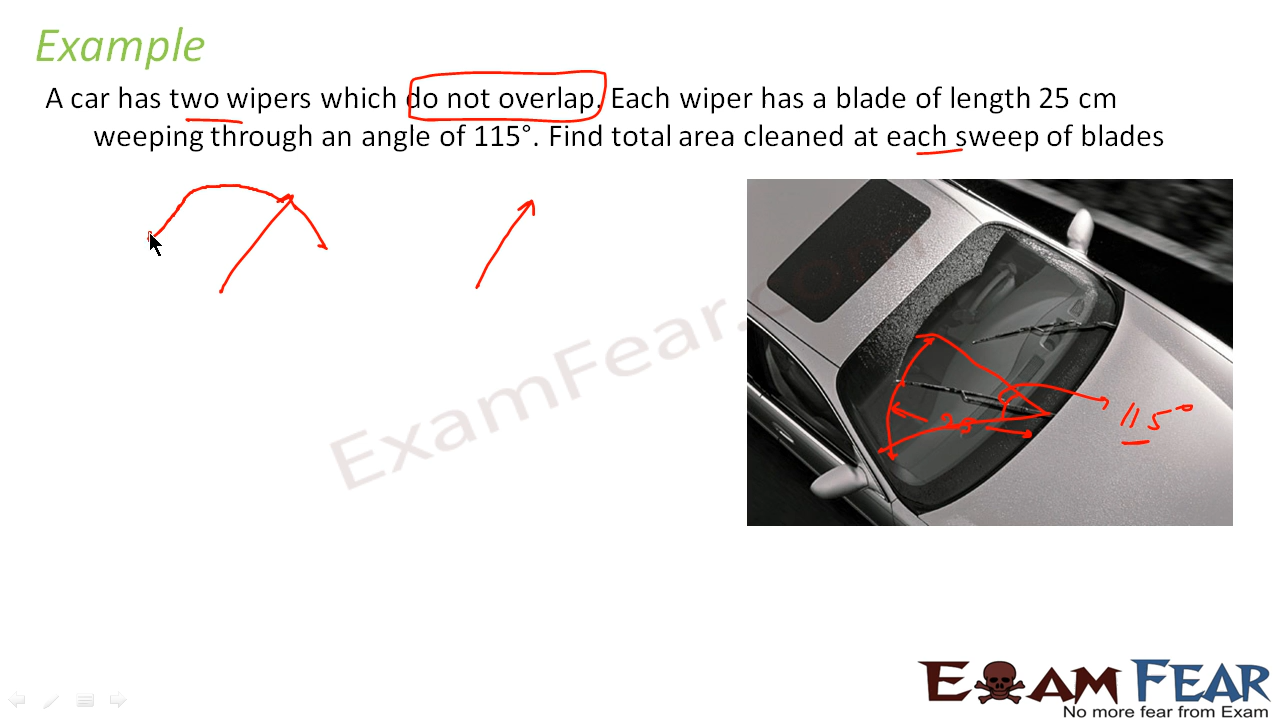 Example
A car has two wipers which do not overlap. Each wiper has a blade of length 25 cm
weeping through an angle of 115°. Find total area cleaned at each sweep of blades
ExamFear.com
25
115°
EXAM FEAR
No more fear from Exam